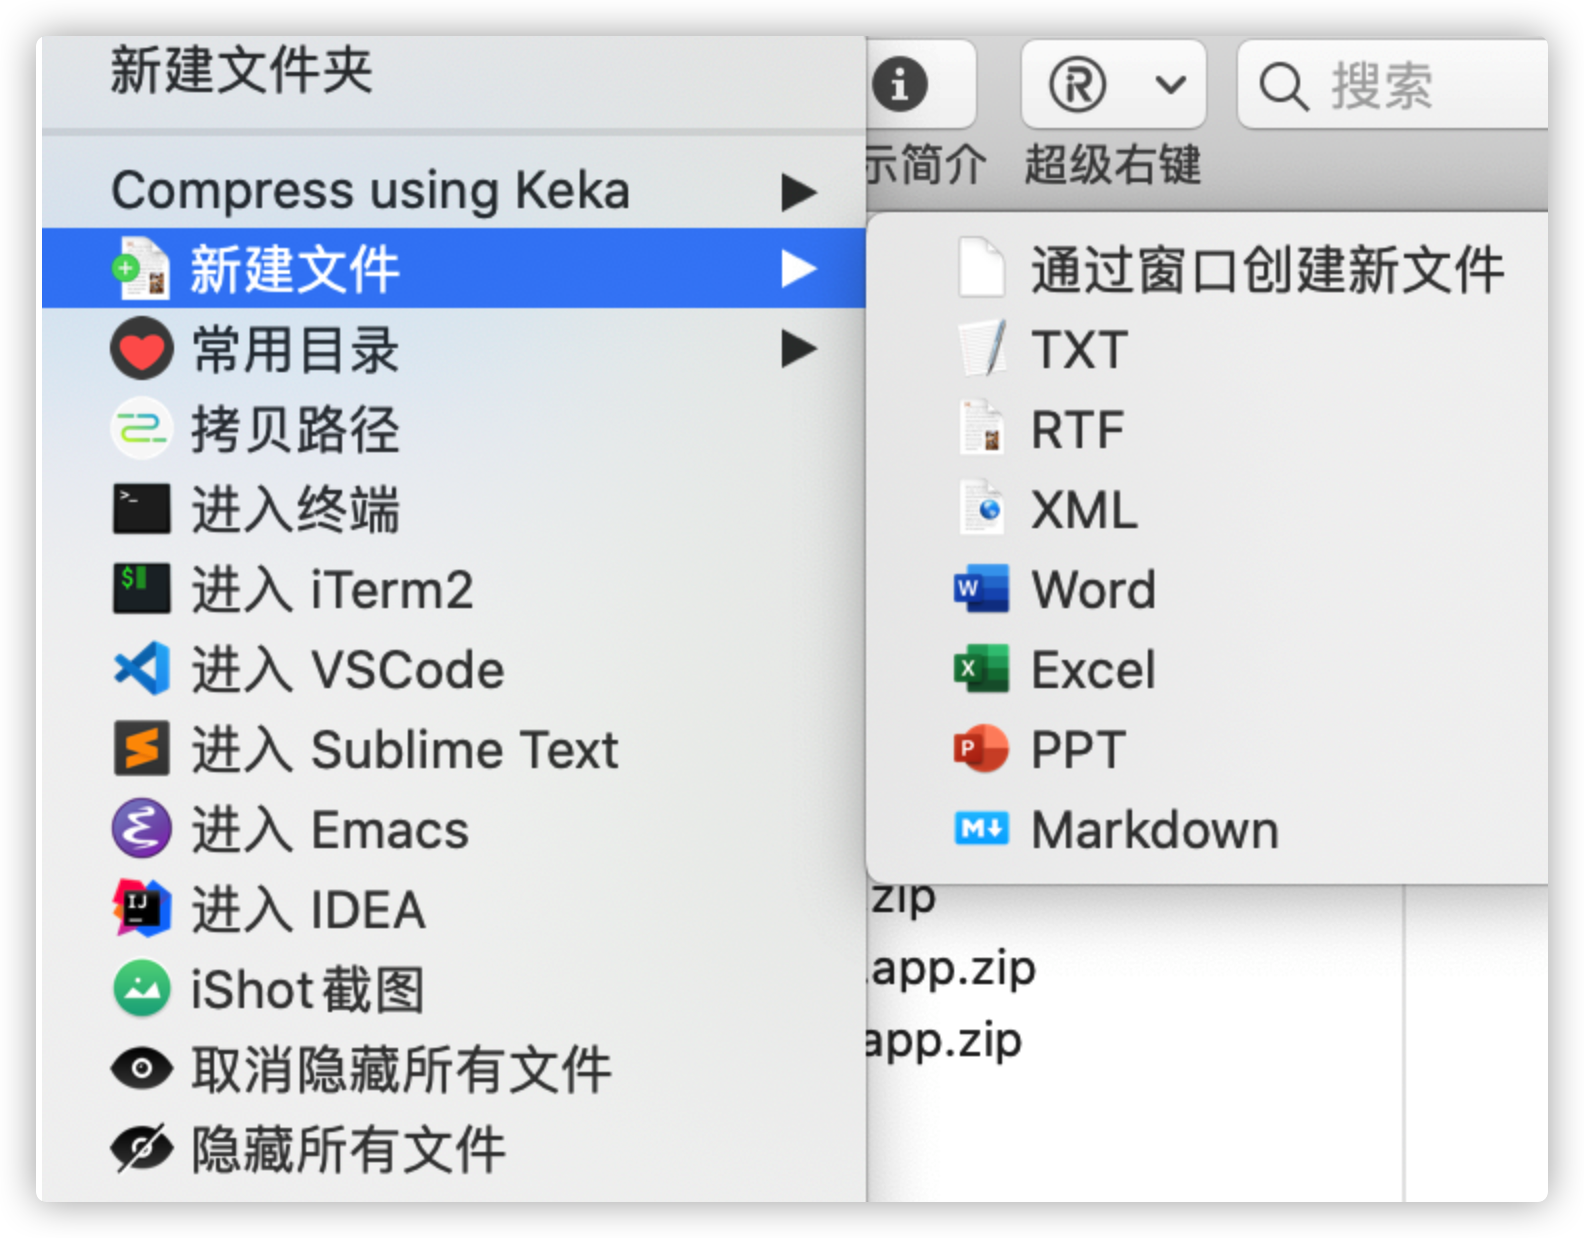 新建文件夹
Compress using Keka
新建文件
常用目录
拷贝路径
进入终端
进入 iTerm2
进入 VSCode
进入 Sublime Text
进入 Emacs
进入 IDEA
iShot截图
取消隐藏所有文件
隐藏所有文件
搜索
示简介
超级右键
通过窗口创建新文件
TXT
RTF
XML
Word
Excel
PPT
Markdown
.zip
.app.zip
app.zip